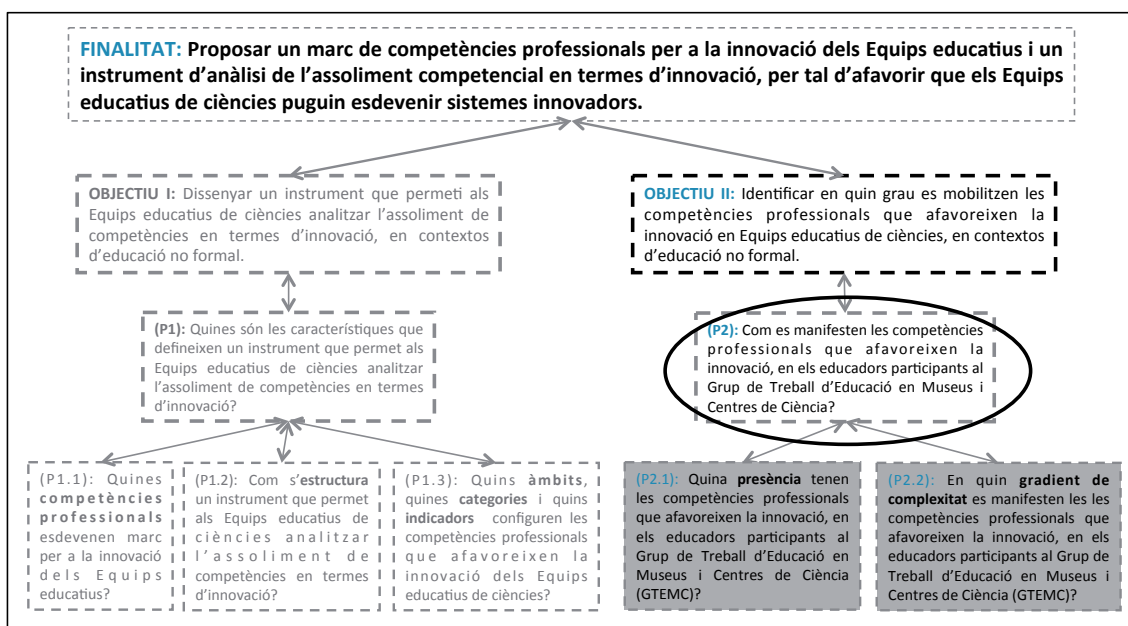 FINALITAT: Proposar un marc de competències professionals per a la innovació dels Equips educatius i un
instrument d'anàlisi de l'assoliment competencial en termes d'innovació, per tal d'afavorir que els Equips
educatius de ciències puguin esdevenir sistemes innovadors.
OBJECTIU I: Dissenyar un instrument que permeti als
Equips educatius de ciències analitzar l'assoliment de
competències en termes d'innovació, en contextos
d'educació no formal.
OBJECTIU II: Identificar en quin grau es mobilitzen les
competències professionals que afavoreixen la
innovació en Equips educatius de ciències, en contextos
d'educació no formal.
(P1): Quines són les característiques que
defineixen un instrument que permet als
Equips educatius de ciències analitzar
l'assoliment de competències en termes
d'innovació?
(P2): Com es manifesten les competències
professionals que afavoreixen la
innovació, en els educadors participants al
Grup de Treball d'Educació en Museus i
Centres de Ciència?
(P1.1): Quines
competències
professionals
esdevenen marc
per a la innovació
dels Equips
educatius?
(P1.2): Com s'estructura
un instrument que permet
als Equips educatius de
ciències analitzar
l'assoliment de
competències en termes
d'innovació?
(P1.3): Quins àmbits,
quines categories i quins
indicadors configuren les
competències professionals
que afavoreixen la
innovació dels Equips
educatius de ciències?
(P2.1): Quina presència tenen
les competències professionals
que afavoreixen la innovació, en
els educadors participants al
Grup de Treball d'Educació en
Museus i Centres de Ciència
(GTEMC)?
(P2.2): En quin gradient de
complexitat es manifesten les les
competències professionals que
afavoreixen la innovació, en els
educadors participants al Grup de
Treball d'Educació en Museus i
Centres de Ciència (GTEMC)?